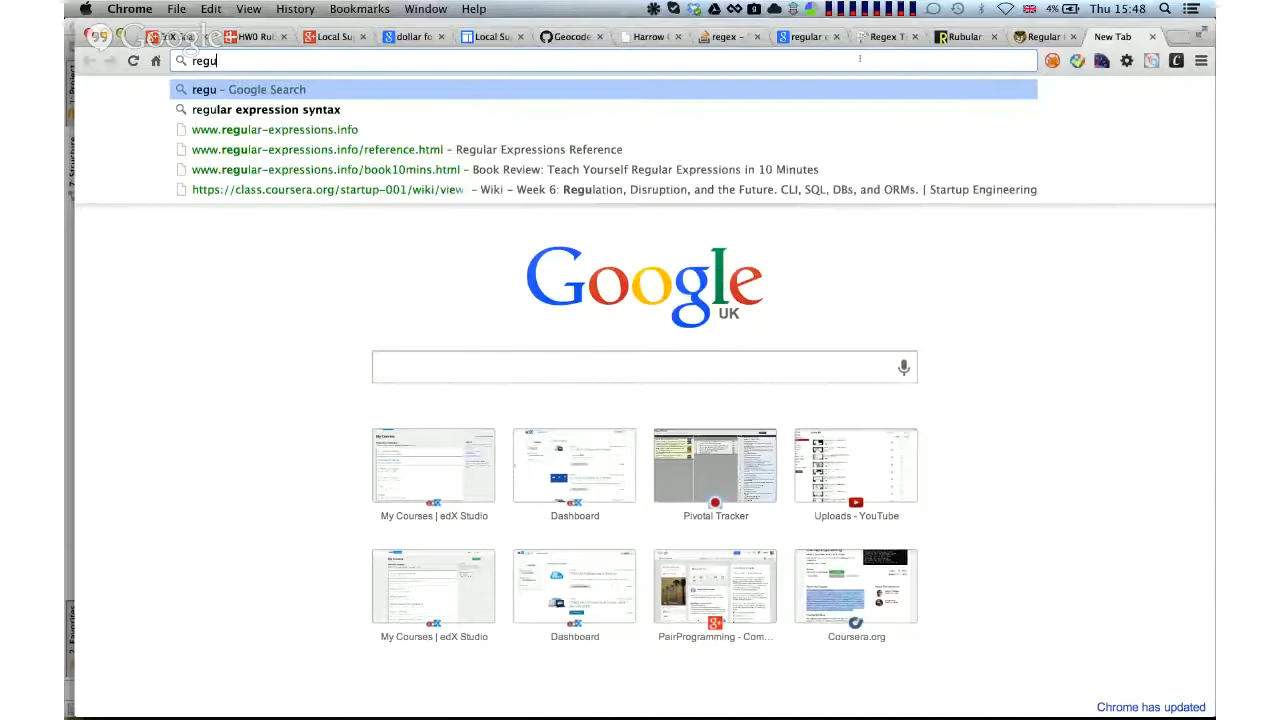 Chrome File Edit View History Bookmarks Window Help 4% Thu 15:48
Google
HW0 Ru Local Su dollar fo Local Su Geocode Harrow ( regex - regular e Regex T Rubular: Regular New Tab
regu
regu - Google Search
regular expression syntax
www.regular-expressions.info
www.regular-expressions.info/reference.html - Regular Expressions Reference
www.regular-expressions.info/book10mins.html - Book Review: Teach Yourself Regular Expressions in 10 Minutes
https://class.coursera.org/startup-001/wiki/view - Wiki - Week 6: Regulation, Disruption, and the Future. CLI, SQL, DBs, and ORMs. | Startup Engineering
Google
UK
My Courses | edX Studio Dashboard Pivotal Tracker Uploads - YouTube
My Courses | edX Studio Dashboard PairProgramming - Com... Coursera.org
Chrome has updated